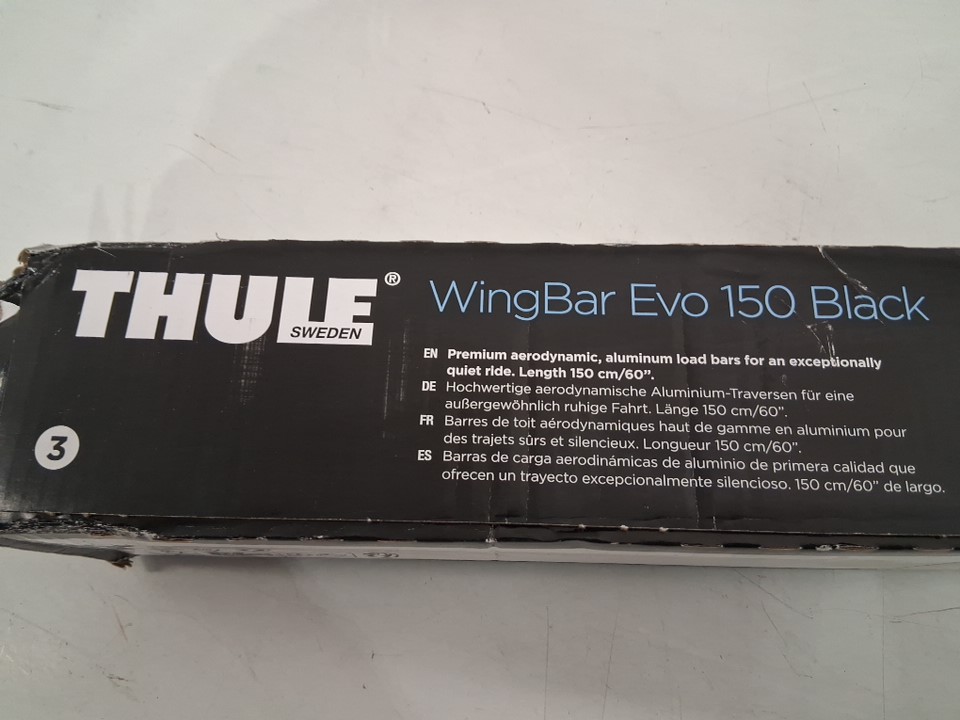 THULE®
SWEDEN
WingBar Evo 150 Black
EN Premium aerodynamic, aluminum load bars for an exceptionally
quiet ride. Length 150 cm/60”.
DE Hochwertige aerodynamische Aluminium-Traversen für eine
außergewöhnlich ruhige Fahrt. Länge 150 cm/60”.
FR Barres de toit aérodynamiques haut de gamme en aluminium pour
des trajets sûrs et silencieux. Longueur 150 cm/60”.
ES Barras de carga aerodinámicas de aluminio de primera calidad que
ofrecen un trayecto excepcionalmente silencioso. 150 cm/60” de largo.
3